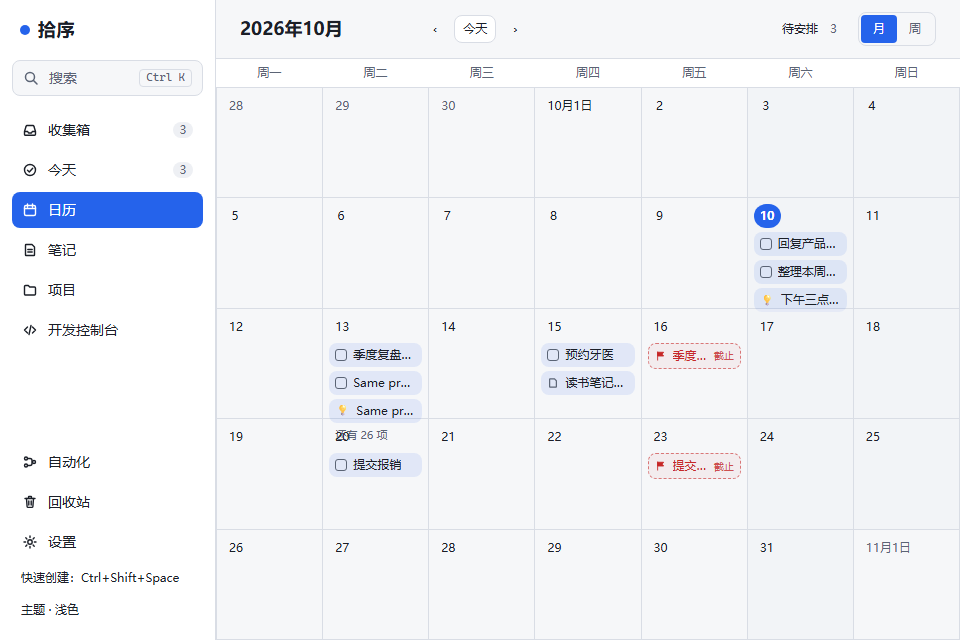 拾序
搜索 Ctrl K
收集箱 3
今天 3
日历
笔记
项目
开发控制台
自动化
回收站
设置
快速创建：Ctrl+Shift+Space
主题 · 浅色
2026年10月 ‹ 今天 › 待安排 3 月 周
周一 周二 周三 周四 周五 周六 周日
28 29 30 10月1日 2 3 4
5 6 7 8 9 10 11
回复产品...
整理本周...
下午三点...
12 13 14 15 16 17 18
季度复盘... 预约牙医 季度... 截止
Same pr... 读书笔记...
Same pr...
还有 26 项
19 20 21 22 23 24 25
提交报销 提交... 截止
26 27 28 29 30 31 11月1日